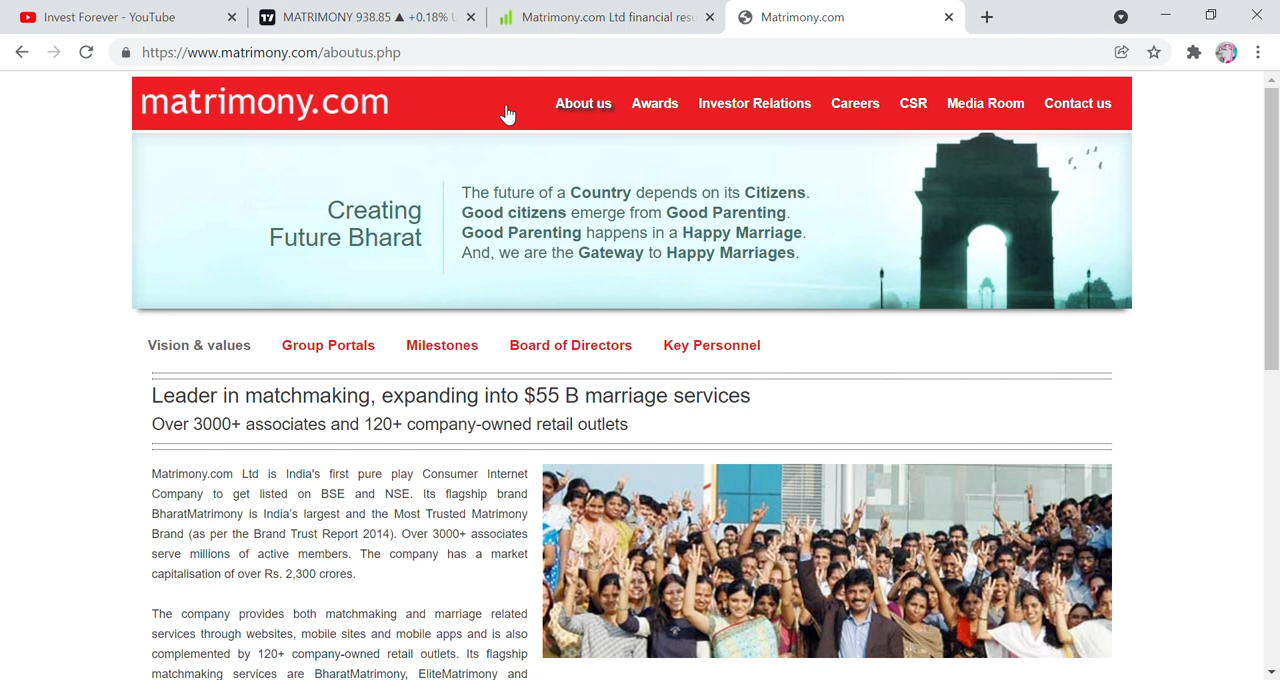 Invest Forever - YouTube
MATRIMONY 938.85 ▲ +0.18%
Matrimony.com Ltd financial resu
Matrimony.com
https://www.matrimony.com/aboutus.php
matrimony.com
About us Awards Investor Relations Careers CSR Media Room Contact us
Creating
Future Bharat
The future of a Country depends on its Citizens.
Good citizens emerge from Good Parenting.
Good Parenting happens in a Happy Marriage.
And, we are the Gateway to Happy Marriages.
Vision & values Group Portals Milestones Board of Directors Key Personnel
Leader in matchmaking, expanding into $55 B marriage services
Over 3000+ associates and 120+ company-owned retail outlets
Matrimony.com Ltd is India's first pure play Consumer Internet
Company to get listed on BSE and NSE. Its flagship brand
BharatMatrimony is India's largest and the Most Trusted Matrimony
Brand (as per the Brand Trust Report 2014). Over 3000+ associates
serve millions of active members. The company has a market
capitalisation of over Rs. 2,300 crores.
The company provides both matchmaking and marriage related
services through websites, mobile sites and mobile apps and is also
complemented by 120+ company-owned retail outlets. Its flagship
matchmaking services are BharatMatrimony, EliteMatrimony and